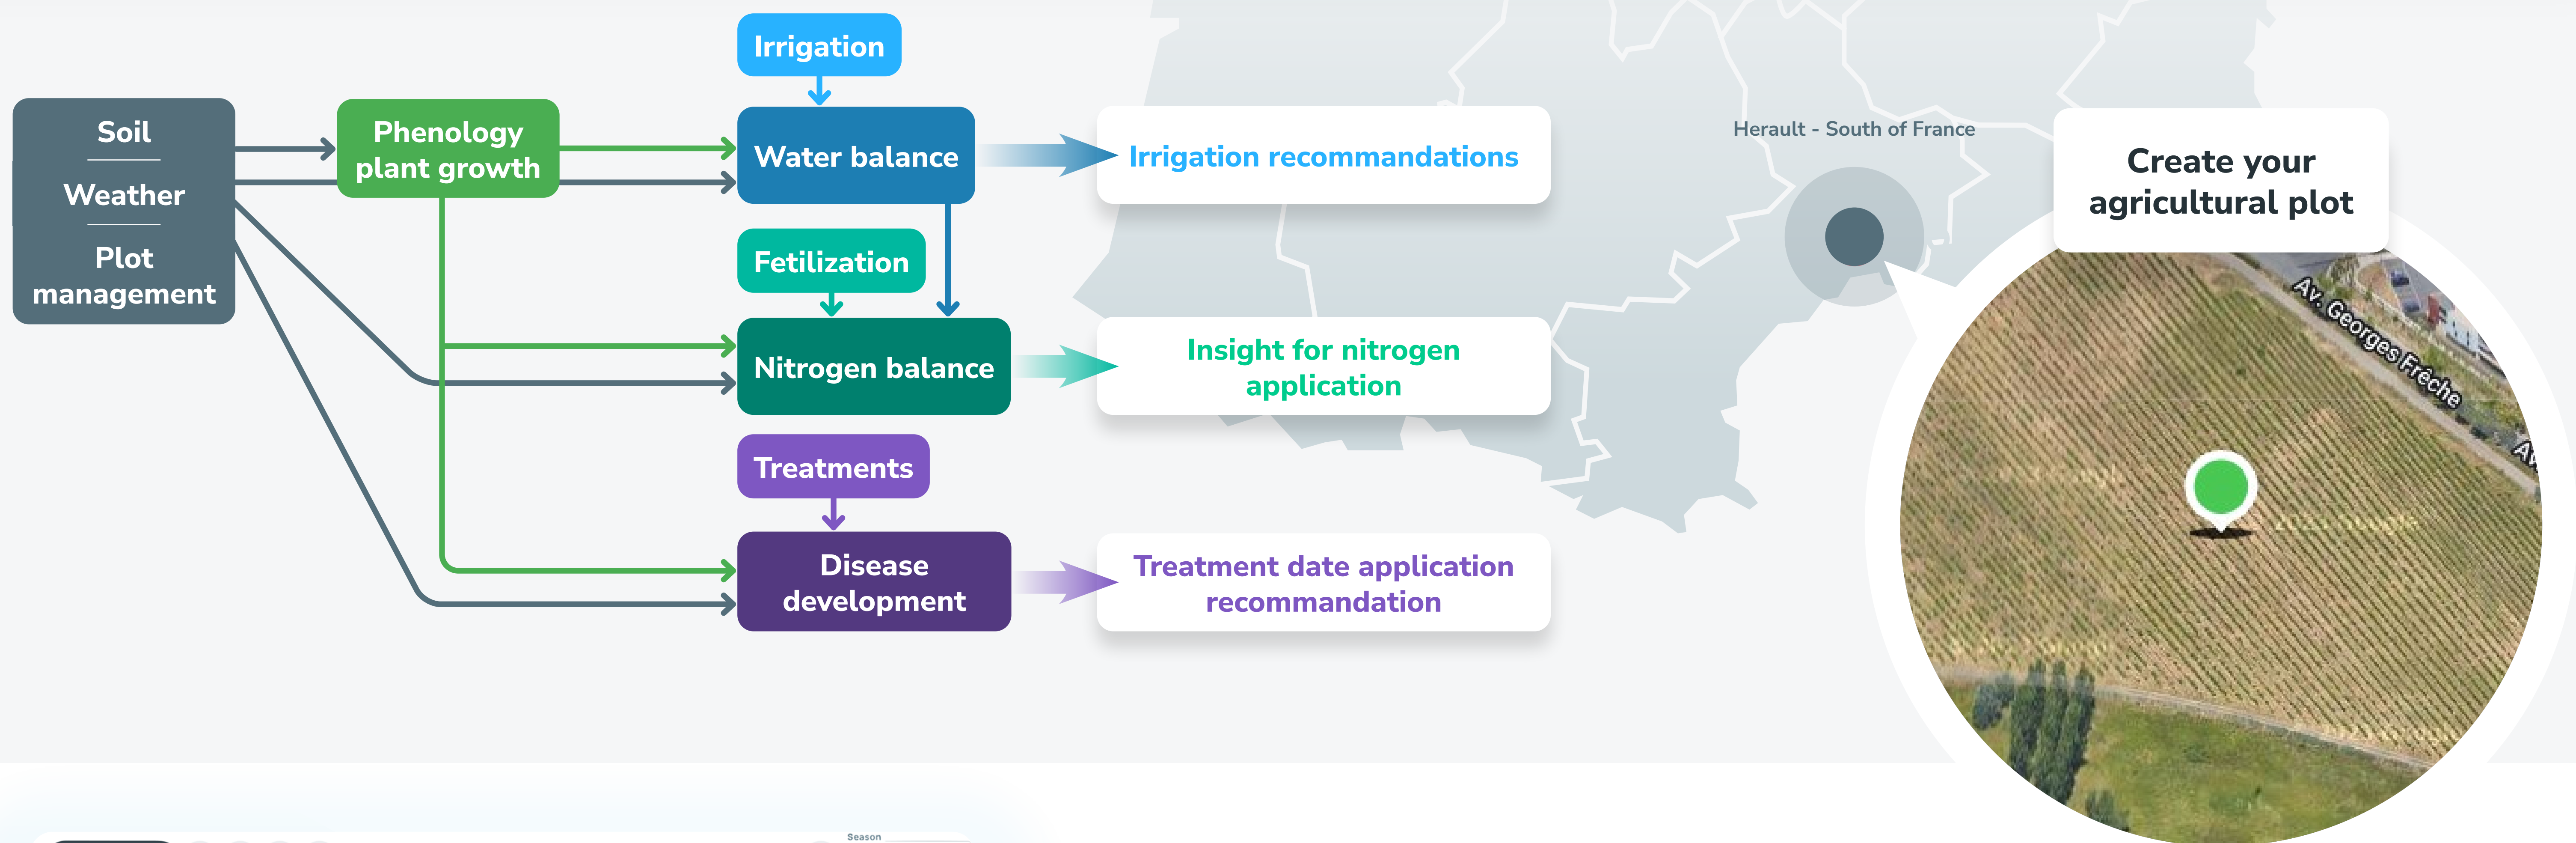 Irrigation
Soil
Weather
Plot
management
Phenology
plant growth
Water balance
Irrigation recommandations
Fetilization
Nitrogen balance
Insight for nitrogen
application
Treatments
Disease
development
Treatment date application
recommandation
Herault - South of France
Create your
agricultural plot
Av. Georges Frêche
Av.
Season